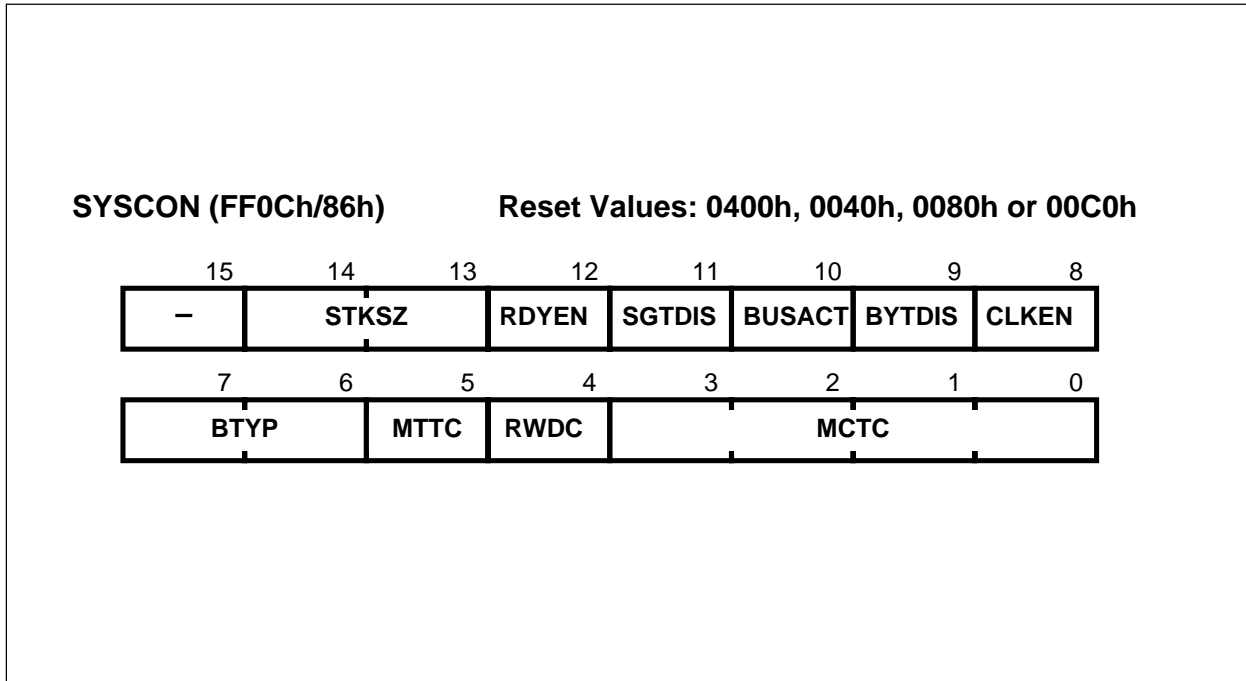 SYSCON (FF0Ch/86h) Reset Values: 0400h, 0040h, 0080h or 00C0h
15 14 13 12 11 10 9 8
– STKSZ RDYEN SGTDIS BUSACT BYTDIS CLKEN
7 6 5 4 3 2 1 0
BTYP MTTC RWDC MCTC